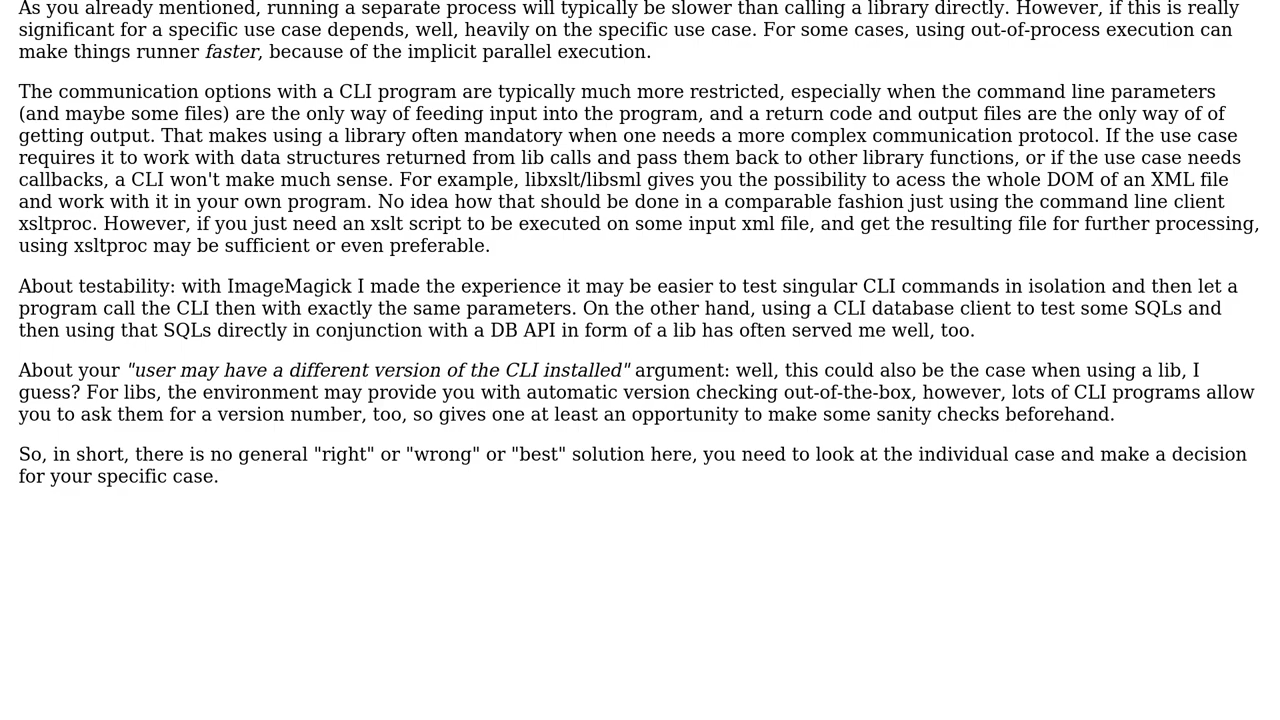 As you already mentioned, running a separate process will typically be slower than calling a library directly. However, if this is really
significant for a specific use case depends, well, heavily on the specific use case. For some cases, using out-of-process execution can
make things runner faster, because of the implicit parallel execution.
The communication options with a CLI program are typically much more restricted, especially when the command line parameters
(and maybe some files) are the only way of feeding input into the program, and a return code and output files are the only way of of
getting output. That makes using a library often mandatory when one needs a more complex communication protocol. If the use case
requires it to work with data structures returned from lib calls and pass them back to other library functions, or if the use case needs
callbacks, a CLI won't make much sense. For example, libxslt/libsml gives you the possibility to acess the whole DOM of an XML file
and work with it in your own program. No idea how that should be done in a comparable fashion just using the command line client
xsltproc. However, if you just need an xslt script to be executed on some input xml file, and get the resulting file for further processing,
using xsltproc may be sufficient or even preferable.
About testability: with ImageMagick I made the experience it may be easier to test singular CLI commands in isolation and then let a
program call the CLI then with exactly the same parameters. On the other hand, using a CLI database client to test some SQLs and
then using that SQLs directly in conjunction with a DB API in form of a lib has often served me well, too.
About your "user may have a different version of the CLI installed" argument: well, this could also be the case when using a lib, I
guess? For libs, the environment may provide you with automatic version checking out-of-the-box, however, lots of CLI programs allow
you to ask them for a version number, too, so gives one at least an opportunity to make some sanity checks beforehand.
So, in short, there is no general "right" or "wrong" or "best" solution here, you need to look at the individual case and make a decision
for your specific case.